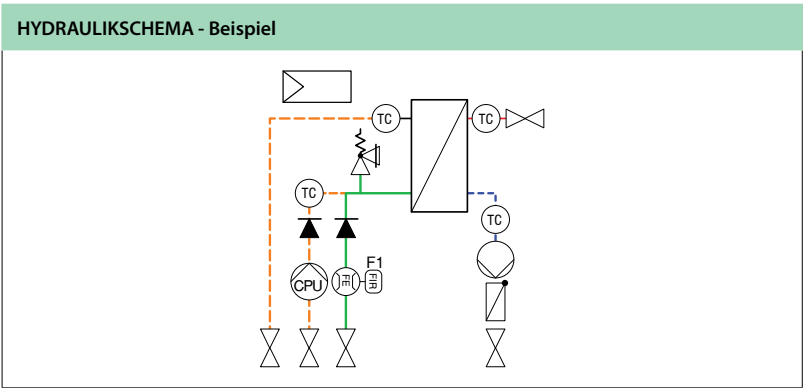 HYDRAULIKSCHEMA - Beispiel
TC
TC
TC
TC
F1
CPU
FE
FIR